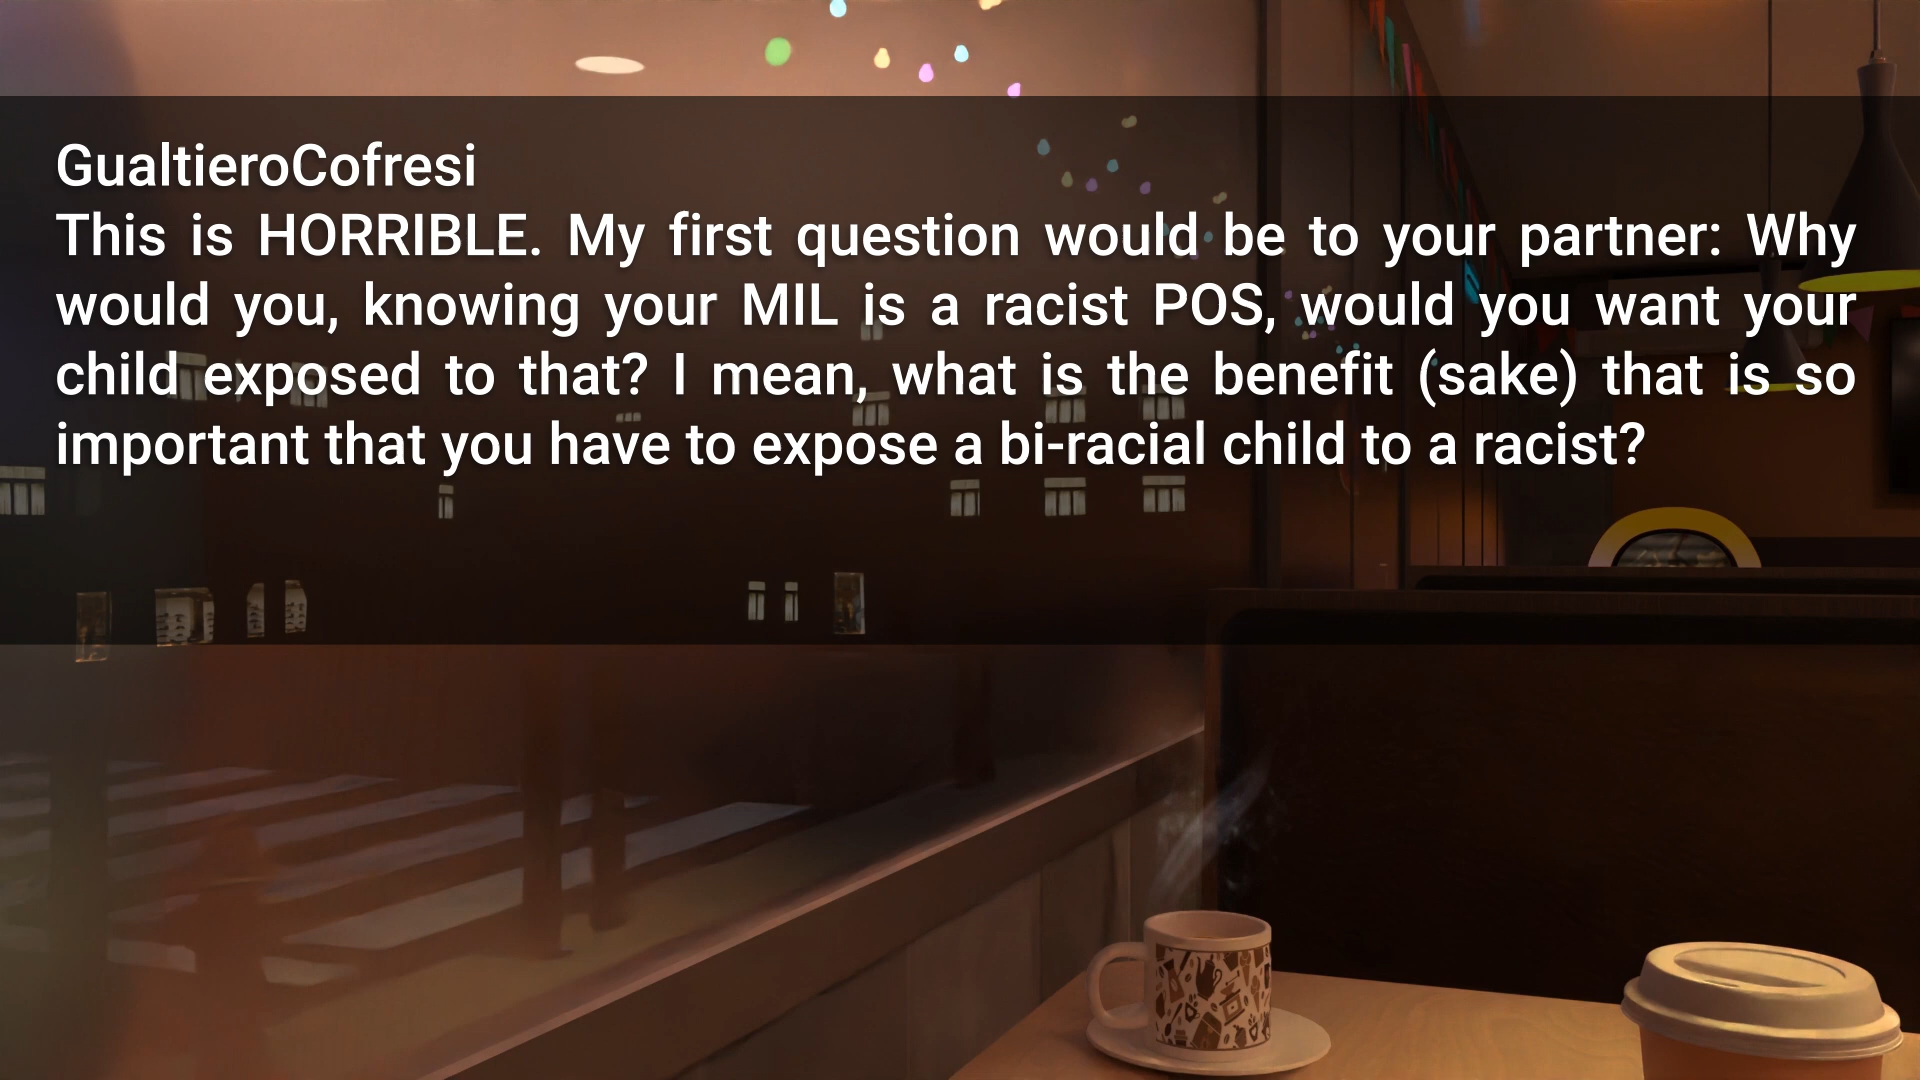 GualtieroCofresi
This is HORRIBLE. My first question would be to your partner: Why
would you, knowing your MIL is a racist POS, would you want your
child exposed to that? I mean, what is the benefit (sake) that is so
important that you have to expose a bi-racial child to a racist?